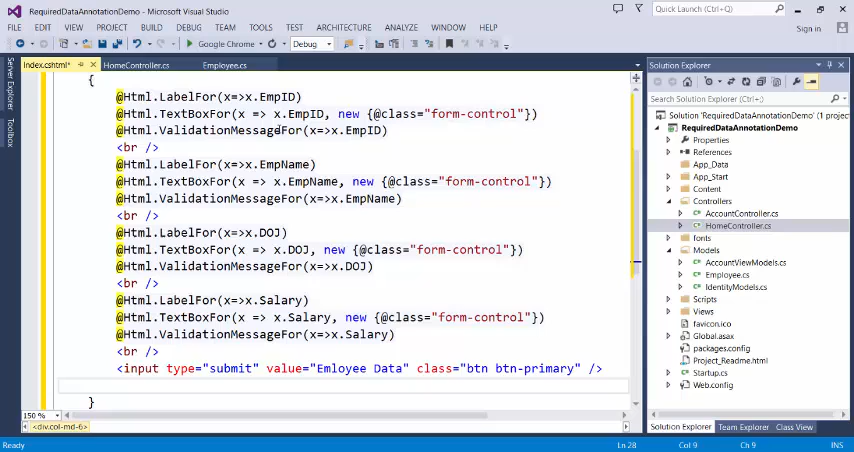 RequiredDataAnnotationDemo - Microsoft Visual Studio
Quick Launch (Ctrl+Q)
FILE EDIT VIEW PROJECT BUILD DEBUG TEAM TOOLS TEST ARCHITECTURE ANALYZE WINDOW HELP
Sign in
Google Chrome Debug
Server Explorer
Toolbox
Index.cshtml* HomeController.cs Employee.cs
{
@Html.LabelFor(x=>x.EmpID)
@Html.TextBoxFor(x => x.EmpID, new {@class="form-control"})
@Html.ValidationMessageFor(x=>x.EmpID)
<br />
@Html.LabelFor(x=>x.EmpName)
@Html.TextBoxFor(x => x.EmpName, new {@class="form-control"})
@Html.ValidationMessageFor(x=>x.EmpName)
<br />
@Html.LabelFor(x=>x.DOJ)
@Html.TextBoxFor(x => x.DOJ, new {@class="form-control"})
@Html.ValidationMessageFor(x=>x.DOJ)
<br />
@Html.LabelFor(x=>x.Salary)
@Html.TextBoxFor(x => x.Salary, new {@class="form-control"})
@Html.ValidationMessageFor(x=>x.Salary)
<br />
<input type="submit" value="Emloyee Data" class="btn btn-primary" />
}
150 %
<div.col-md-6>
Solution Explorer
Search Solution Explorer (Ctrl+;)
Solution 'RequiredDataAnnotationDemo' (1 project)
RequiredDataAnnotationDemo
Properties
References
App_Data
App_Start
Content
Controllers
AccountController.cs
HomeController.cs
fonts
Models
AccountViewModels.cs
Employee.cs
IdentityModels.cs
Scripts
Views
favicon.ico
Global.asax
packages.config
Project_Readme.html
Startup.cs
Web.config
Solution Explorer Team Explorer Class View
Ready Ln 28 Col 9 Ch 9 INS